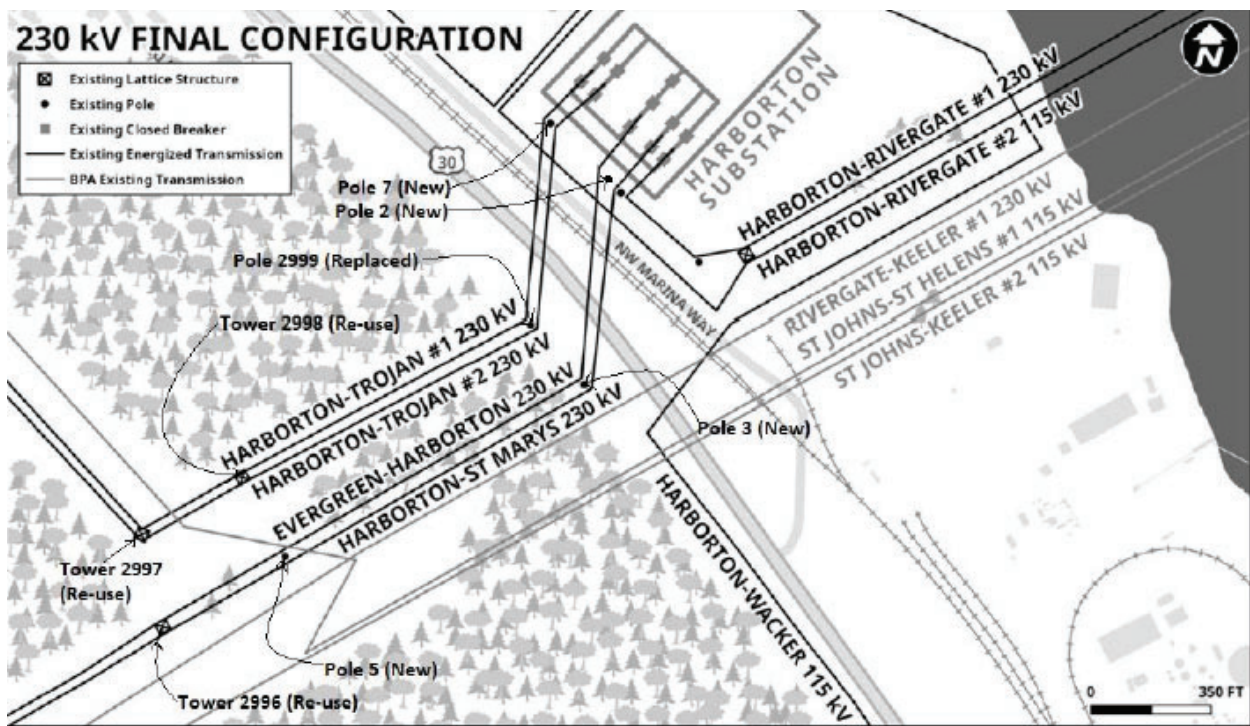 230 kV FINAL CONFIGURATION
N
Existing Lattice Structure
Existing Pole
Existing Closed Breaker
Existing Energized Transmission
BPA Existing Transmission
30
HARBORTON
SUBSTATION
HARBORTON-RIVERGATE #1 230 kV
HARBORTON-RIVERGATE #2 115 kV
Pole 7 (New)
Pole 2 (New)
RIVERGATE-KEELER #1 230 kV
ST JOHNS-ST HELENS #1 115 kV
ST JOHNS-KEELER #2 115 kV
NW MARINA WAY
Pole 2999 (Replaced)
Tower 2998 (Re-use)
HARBORTON-TROJAN #1 230 kV
HARBORTON-TROJAN #2 230 kV
EVERGREEN-HARBORTON 230 kV
HARBORTON-ST MARYS 230 kV
Pole 3 (New)
HARBORTON-WACKER 115 kV
Tower 2997
(Re-use)
Pole 5 (New)
Tower 2996 (Re-use)
0 350 FT